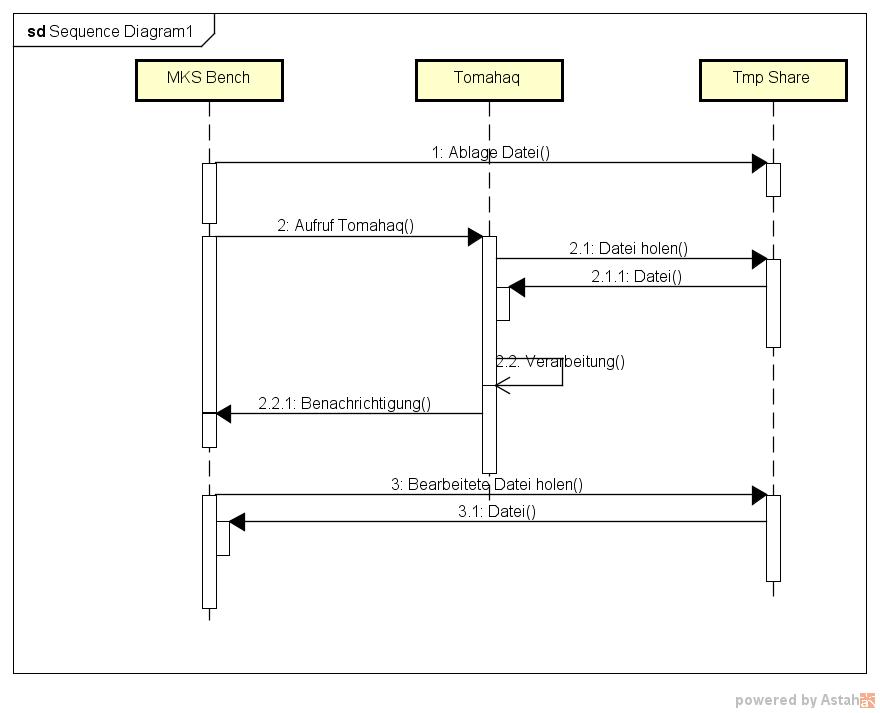 sd Sequence Diagram1
MKS Bench
Tomahaq
Tmp Share
1: Ablage Datei()
2: Aufruf Tomahaq()
2.1: Datei holen()
2.1.1: Datei()
2.2: Verarbeitung()
2.2.1: Benachrichtigung()
3: Bearbeitete Datei holen()
3.1: Datei()
powered by Astah